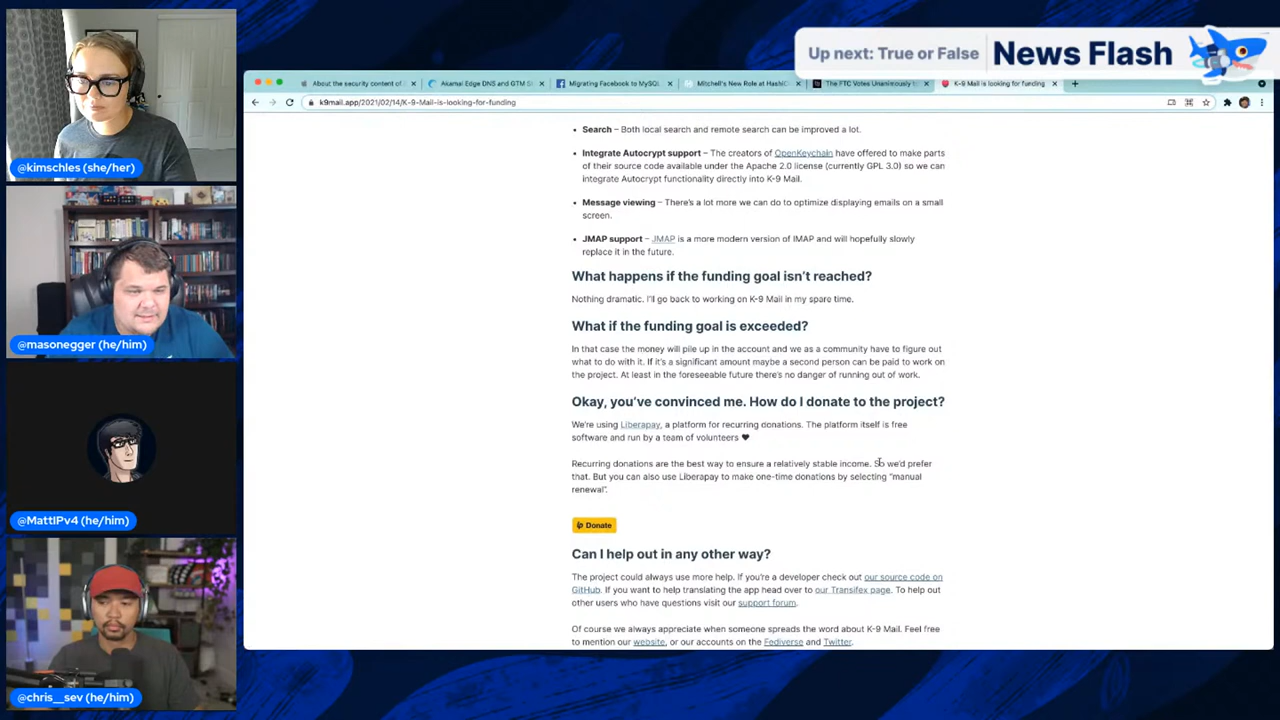 Up next: True or False
News Flash
@kimschles (she/her)
@masonegger (he/him)
@MattIPv4 (he/him)
@chris__sev (he/him)
About the security content of
Akamai Edge DNS and GTM S
Migrating Facebook to MySQL
Mitchell's New Role at HashiC
The FTC Votes Unanimously t
K-9 Mail is looking for funding
k9mail.app/2021/02/14/K-9-Mail-is-looking-for-funding
• Search – Both local search and remote search can be improved a lot.
• Integrate Autocrypt support – The creators of OpenKeychain have offered to make parts
of their source code available under the Apache 2.0 license (currently GPL 3.0) so we can
integrate Autocrypt functionality directly into K-9 Mail.
• Message viewing – There's a lot more we can do to optimize displaying emails on a small
screen.
• JMAP support – JMAP is a more modern version of IMAP and will hopefully slowly
replace it in the future.
What happens if the funding goal isn't reached?
Nothing dramatic. I'll go back to working on K-9 Mail in my spare time.
What if the funding goal is exceeded?
In that case the money will pile up in the account and we as a community have to figure out
what to do with it. If it's a significant amount maybe a second person can be paid to work on
the project. At least in the foreseeable future there's no danger of running out of work.
Okay, you've convinced me. How do I donate to the project?
We're using Liberapay, a platform for recurring donations. The platform itself is free
software and run by a team of volunteers ♥
Recurring donations are the best way to ensure a relatively stable income. So we'd prefer
that. But you can also use Liberapay to make one-time donations by selecting "manual
renewal".
lp Donate
Can I help out in any other way?
The project could always use more help. If you're a developer check out our source code on
GitHub. If you want to help translating the app head over to our Transifex page. To help out
other users who have questions visit our support forum.
Of course we always appreciate when someone spreads the word about K-9 Mail. Feel free
to mention our website, or our accounts on the Fediverse and Twitter.